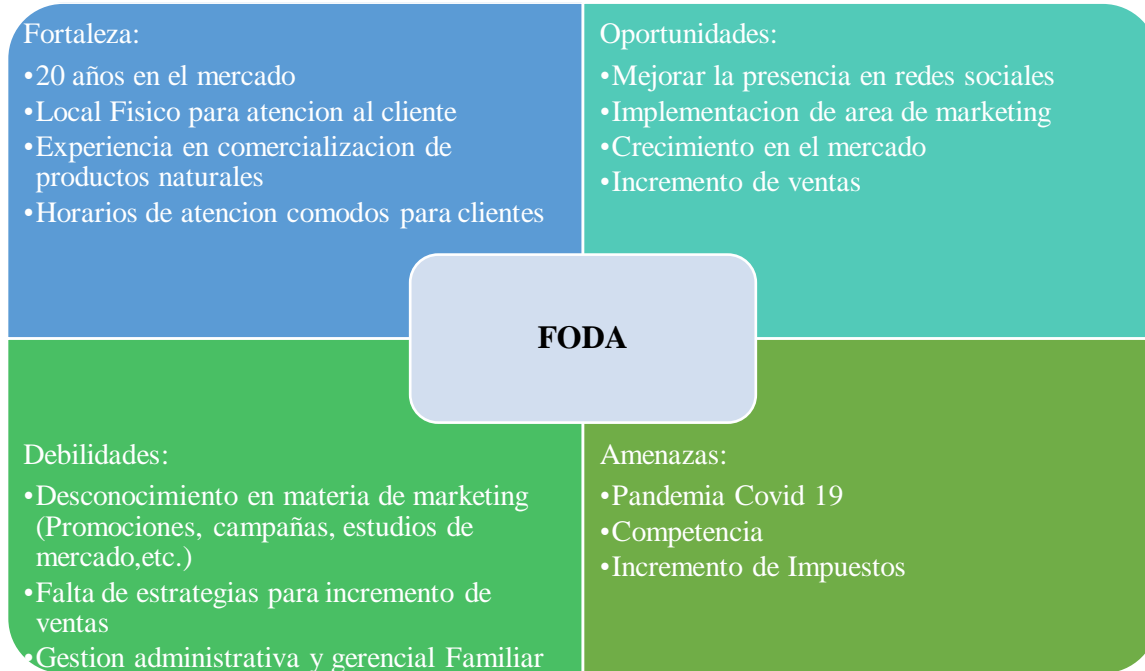 Fortaleza:
•20 años en el mercado
•Local Fisico para atencion al cliente
•Experiencia en comercializacion de
productos naturales
•Horarios de atencion comodos para clientes
Oportunidades:
•Mejorar la presencia en redes sociales
•Implementacion de area de marketing
•Crecimiento en el mercado
•Incremento de ventas
FODA
Debilidades:
•Desconocimiento en materia de marketing
(Promociones, campañas, estudios de
mercado,etc.)
•Falta de estrategias para incremento de
ventas
•Gestion administrativa y gerencial Familiar
Amenazas:
•Pandemia Covid 19
•Competencia
•Incremento de Impuestos